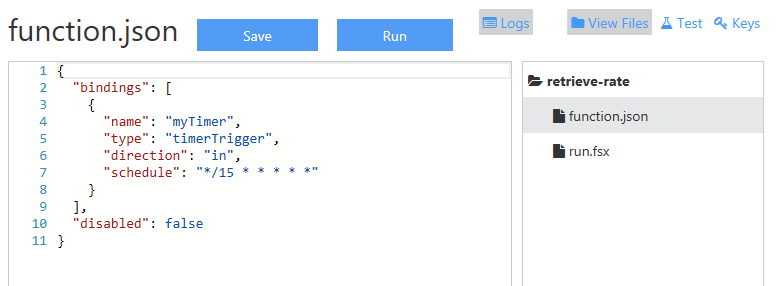 function.json
Save
Run
Logs
View Files
Test
Keys
1 {
2   "bindings": [
3     {
4       "name": "myTimer",
5       "type": "timerTrigger",
6       "direction": "in",
7       "schedule": "*/15 * * * * *"
8     }
9   ],
10   "disabled": false
11 }
retrieve-rate
function.json
run.fsx